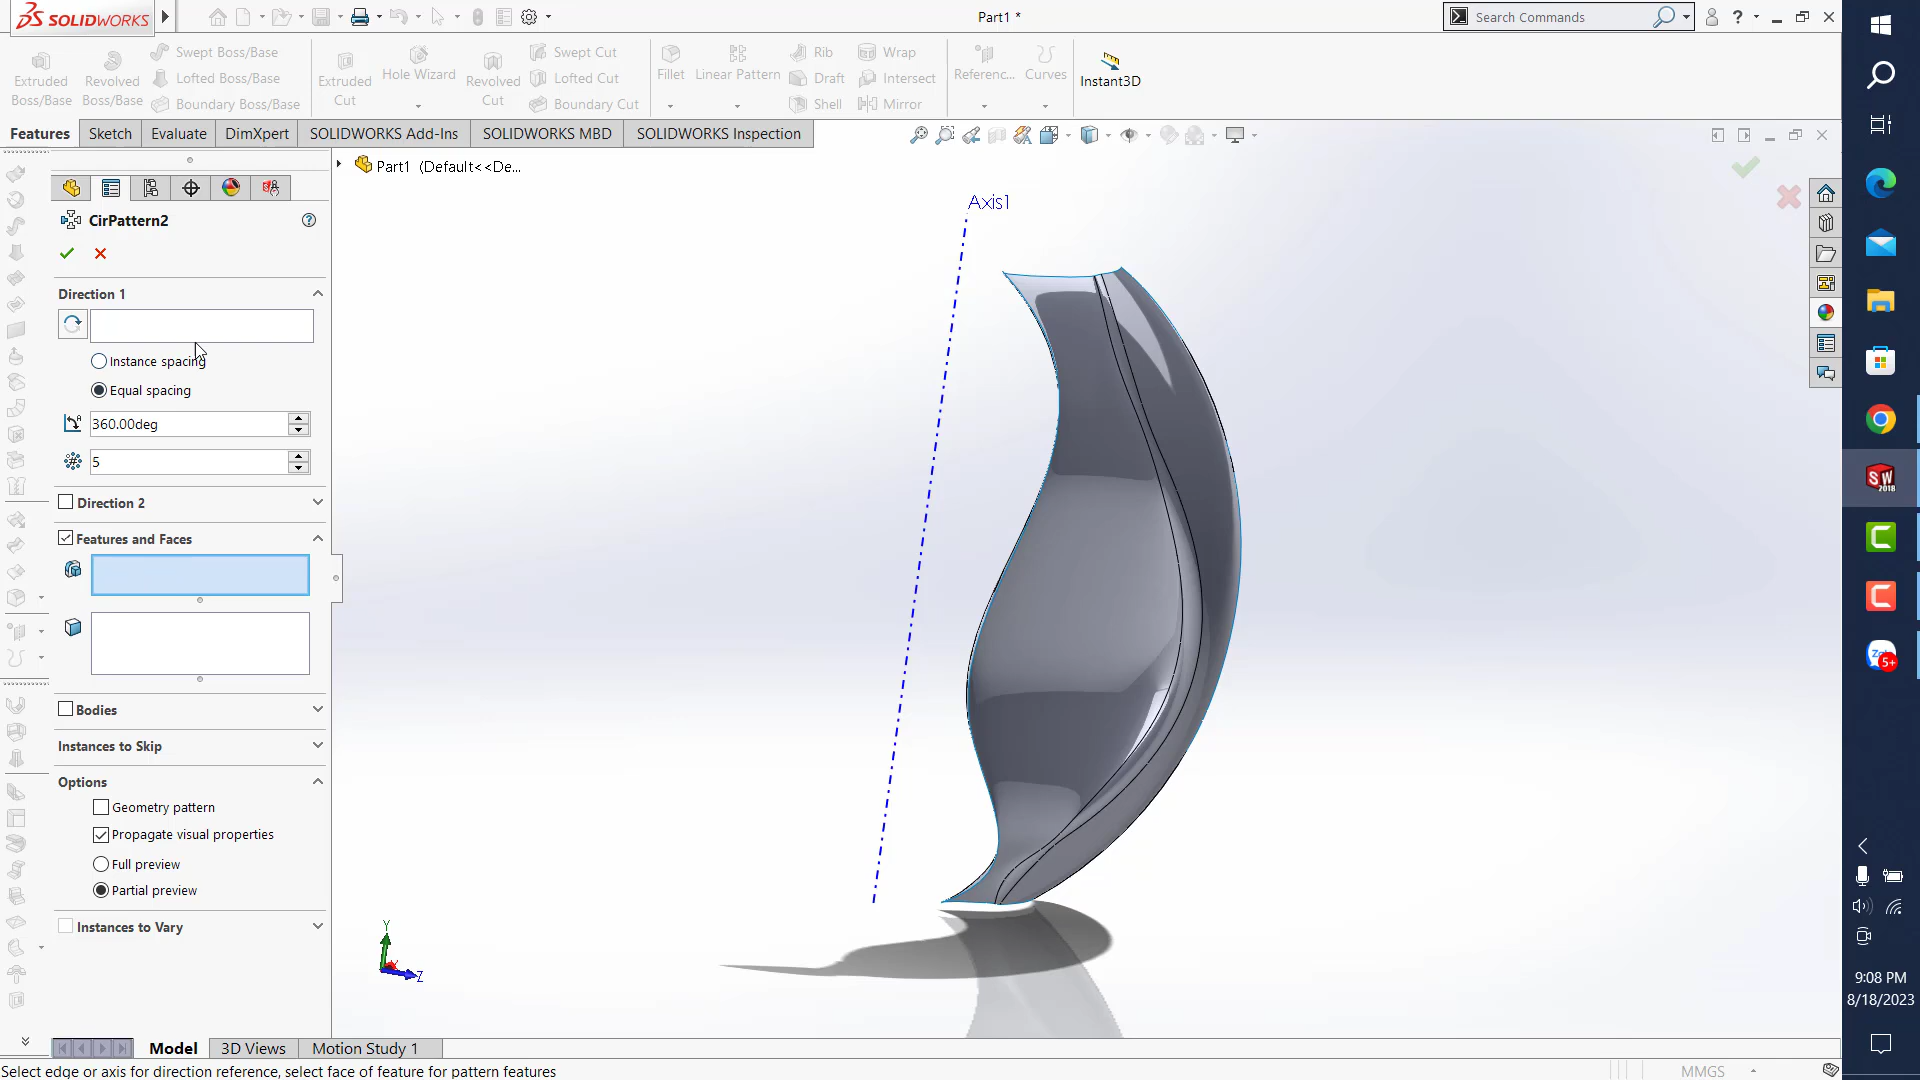 SOLIDWORKS
Part1 *
Search Commands
Extruded Boss/Base
Revolved Boss/Base
Swept Boss/Base
Lofted Boss/Base
Boundary Boss/Base
Extruded Cut
Hole Wizard
Revolved Cut
Swept Cut
Lofted Cut
Boundary Cut
Fillet
Linear Pattern
Rib
Draft
Shell
Wrap
Intersect
Mirror
Referenc...
Curves
Instant3D
Features
Sketch
Evaluate
DimXpert
SOLIDWORKS Add-Ins
SOLIDWORKS MBD
SOLIDWORKS Inspection
Part1 (Default<<De...
CirPattern2
Direction 1
Instance spacing
Equal spacing
360.00deg
5
Direction 2
Features and Faces
Bodies
Instances to Skip
Options
Geometry pattern
Propagate visual properties
Full preview
Partial preview
Instances to Vary
Axis1
Y
Z
Model
3D Views
Motion Study 1
Select edge or axis for direction reference, select face of feature for pattern features
MMGS
SW
2018
5+
9:08 PM
8/18/2023